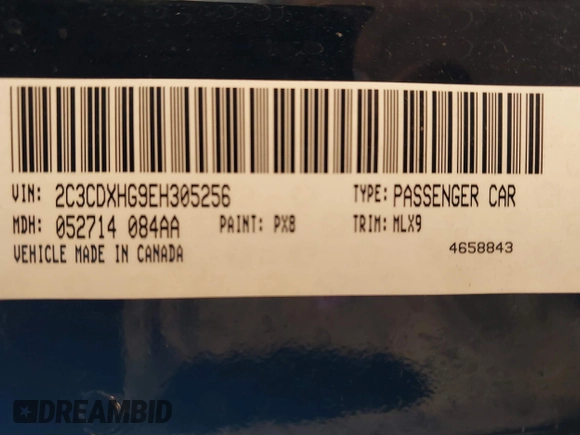 VIN: 2C3CDXHG9EH305256 TYPE: PASSENGER CAR
MDH: 052714 084AA PAINT: PX8 TRIM: MLX9
VEHICLE MADE IN CANADA 4658843
DREAMBID